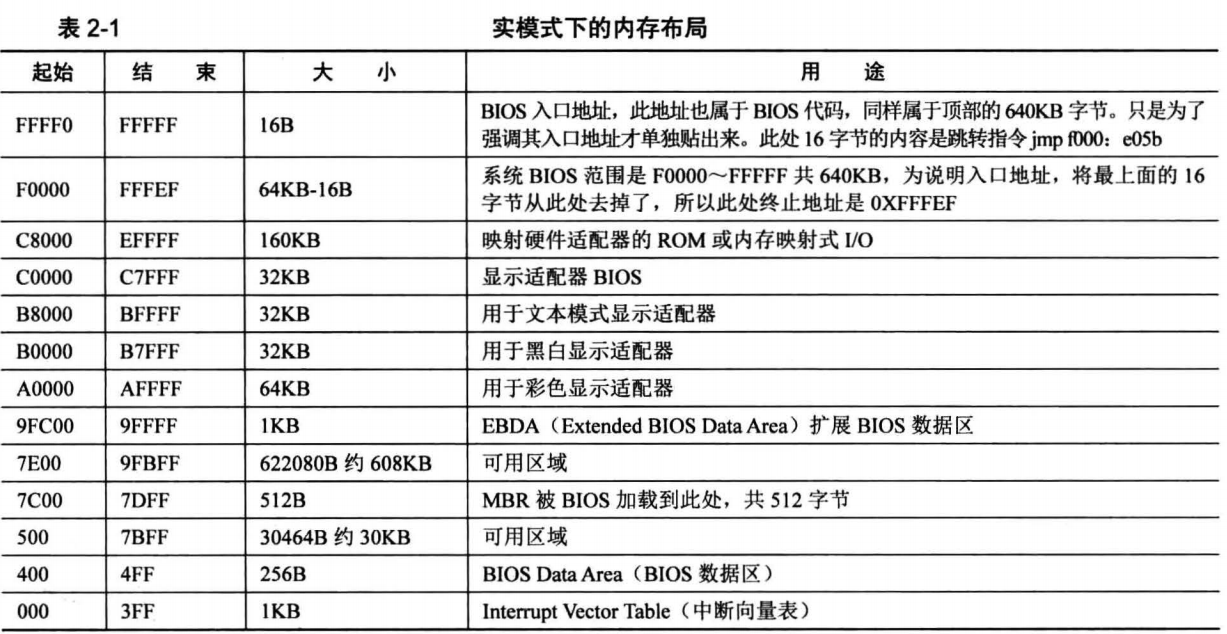 表 2-1 实模式下的内存布局
起始 结 束 大 小 用 途
FFFF0 FFFFF 16B BIOS 入口地址，此地址也属于 BIOS 代码，同样属于顶部的 640KB 字节。只是为了
强调其入口地址才单独贴出来。此处 16 字节的内容是跳转指令 jmp f000：e05b
F0000 FFFEF 64KB-16B 系统 BIOS 范围是 F0000～FFFFF 共 640KB，为说明入口地址，将最上面的 16
字节从此处去掉了，所以此处终止地址是 0XFFFEF
C8000 EFFFF 160KB 映射硬件适配器的 ROM 或内存映射式 I/O
C0000 C7FFF 32KB 显示适配器 BIOS
B8000 BFFFF 32KB 用于文本模式显示适配器
B0000 B7FFF 32KB 用于黑白显示适配器
A0000 AFFFF 64KB 用于彩色显示适配器
9FC00 9FFFF 1KB EBDA（Extended BIOS Data Area）扩展 BIOS 数据区
7E00 9FBFF 622080B 约 608KB 可用区域
7C00 7DFF 512B MBR 被 BIOS 加载到此处，共 512 字节
500 7BFF 30464B 约 30KB 可用区域
400 4FF 256B BIOS Data Area（BIOS 数据区）
000 3FF 1KB Interrupt Vector Table（中断向量表）